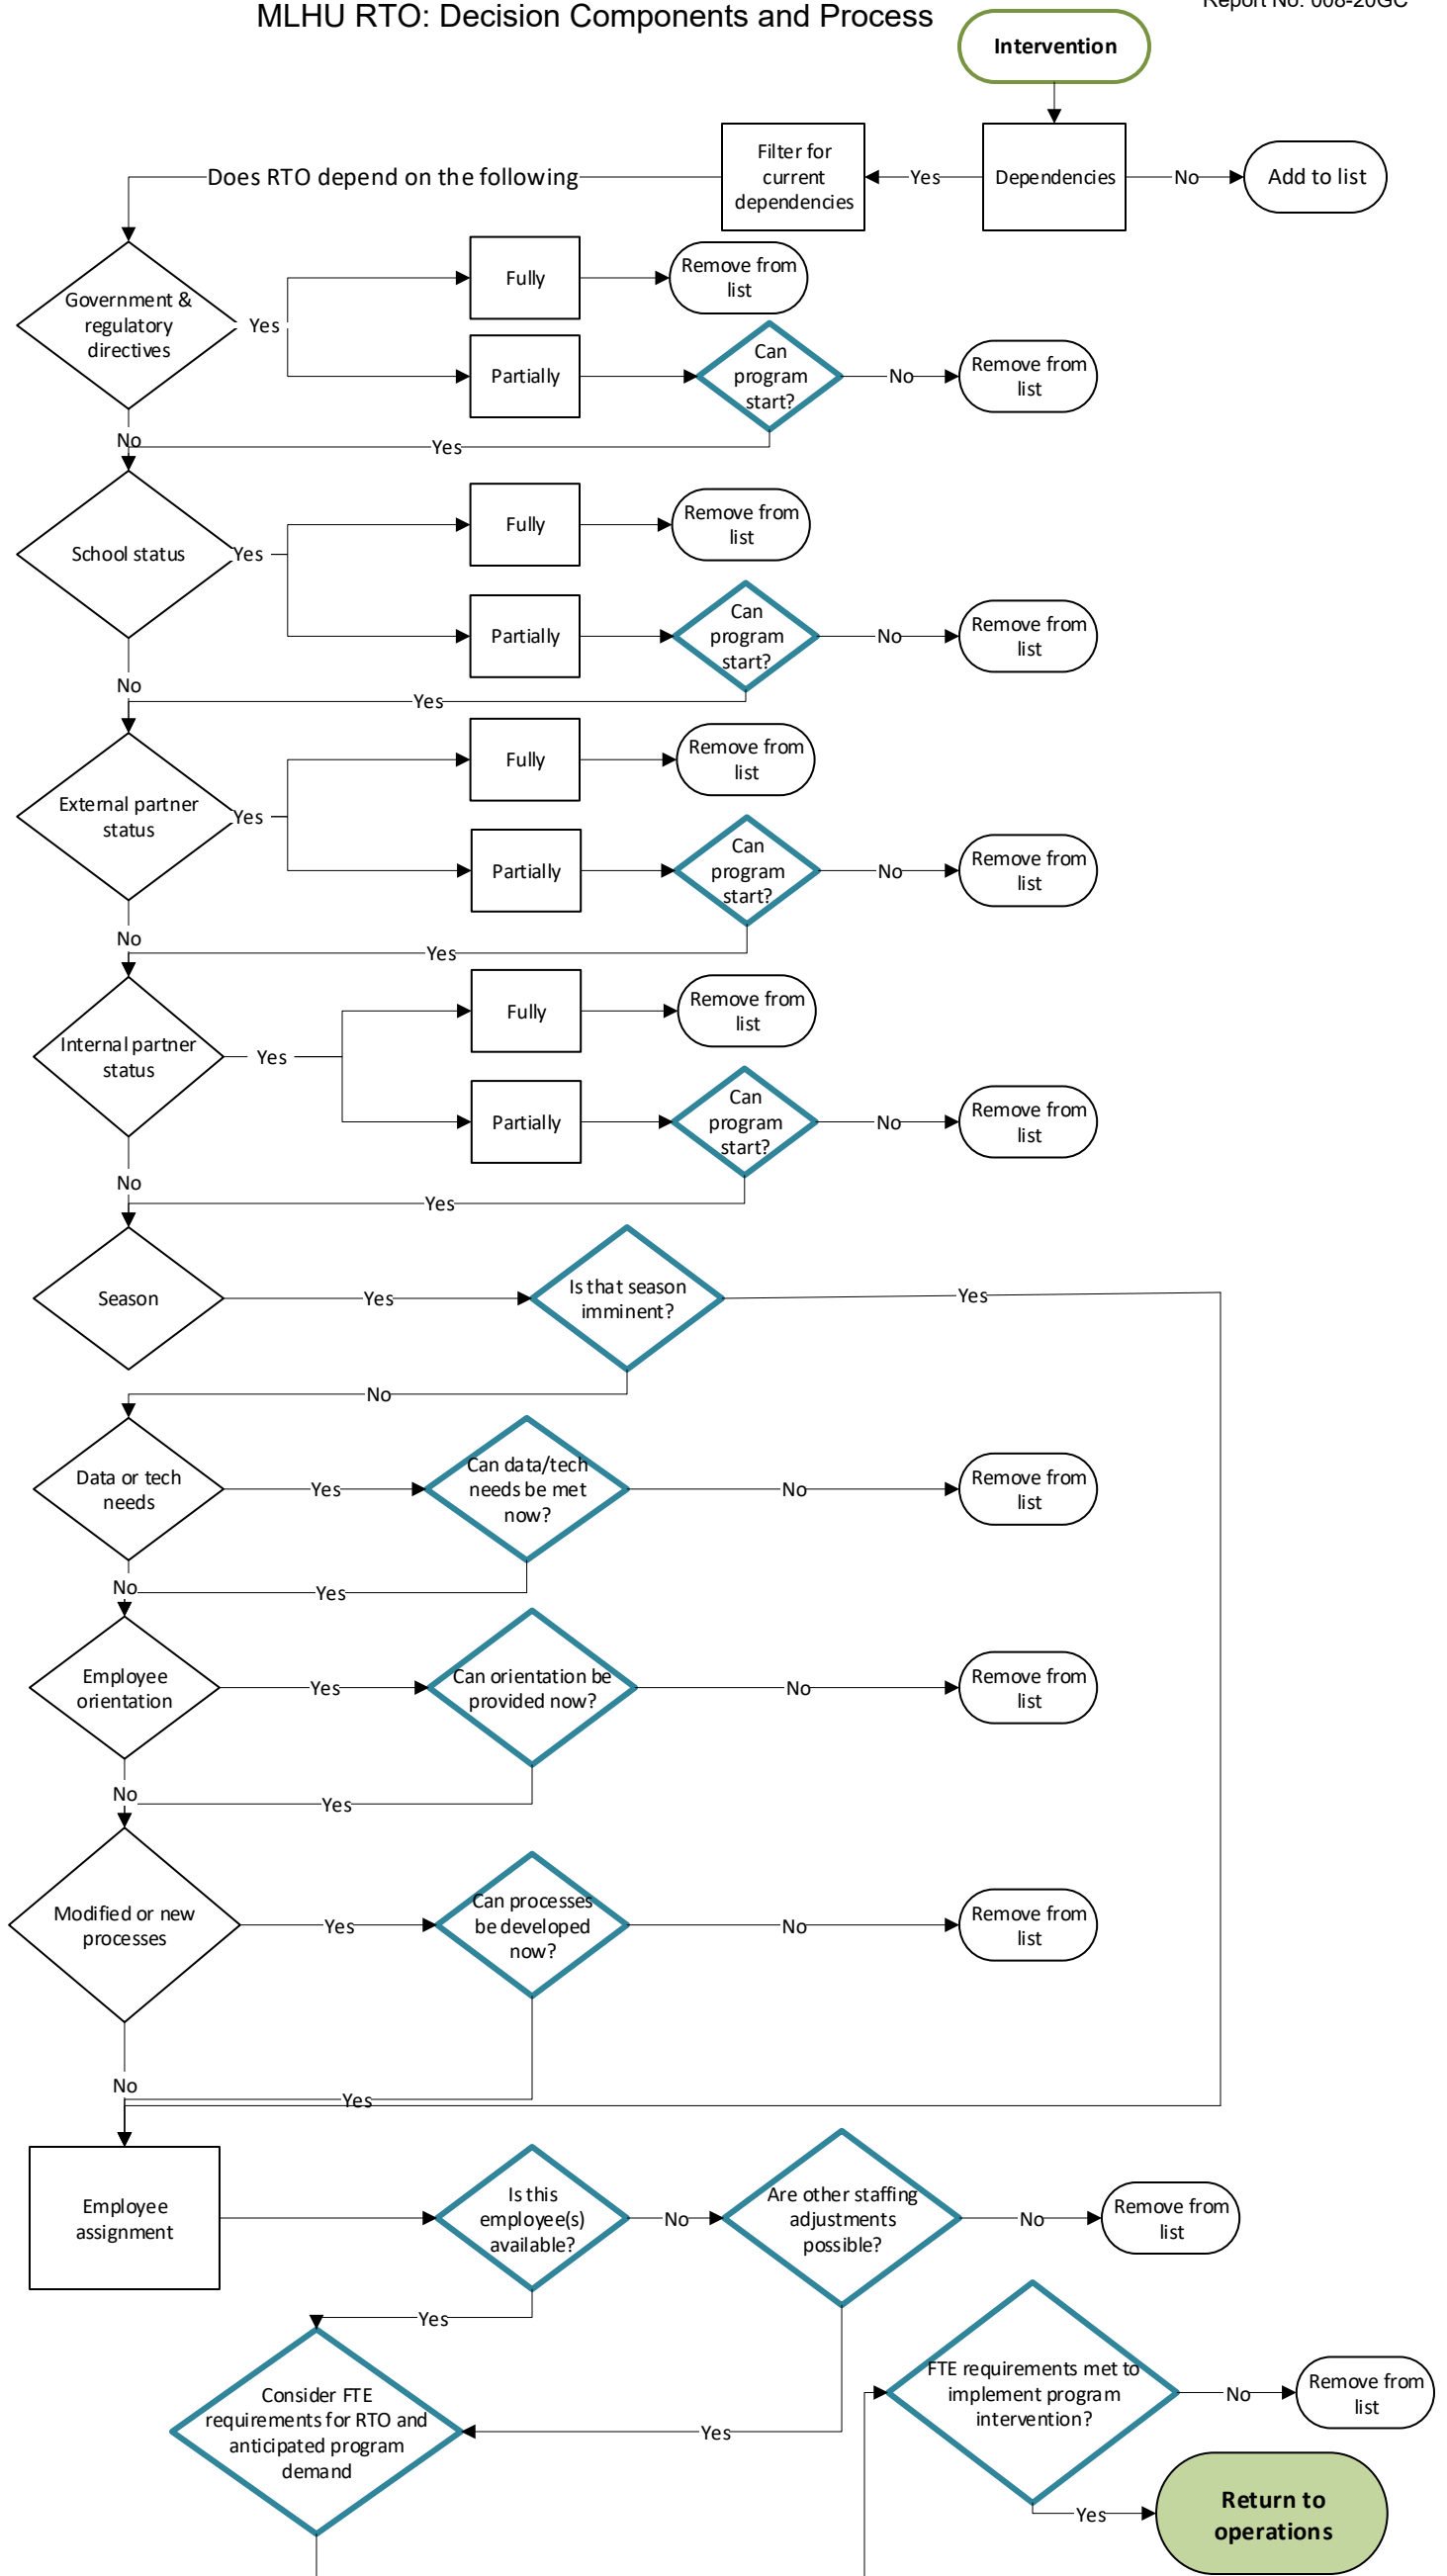 MLHU RTO: Decision Components and Process
Report No. 008-20GC
Intervention
Filter for
current
dependencies
Yes
Dependencies
No
Add to list
Does RTO depend on the following
Government &
regulatory
directives
Yes
Fully
Remove from
list
Partially
Can
program
start?
No
Remove from
list
No
Yes
School status
Yes
Fully
Remove from
list
Partially
Can
program
start?
No
Remove from
list
No
Yes
External partner
status
Yes
Fully
Remove from
list
Partially
Can
program
start?
No
Remove from
list
No
Yes
Internal partner
status
Yes
Fully
Remove from
list
Partially
Can
program
start?
No
Remove from
list
No
Yes
Season
Yes
Is that season
imminent?
Yes
No
Data or tech
needs
Yes
Can data/tech
needs be met
now?
No
Remove from
list
No
Yes
Employee
orientation
Yes
Can orientation be
provided now?
No
Remove from
list
No
Yes
Modified or new
processes
Yes
Can processes
be developed
now?
No
Remove from
list
No
Yes
Employee
assignment
Is this
employee(s)
available?
No
Are other staffing
adjustments
possible?
No
Remove from
list
Yes
Consider FTE
requirements for RTO and
anticipated program
demand
Yes
FTE requirements met to
implement program
intervention?
No
Remove from
list
Yes
Return to
operations